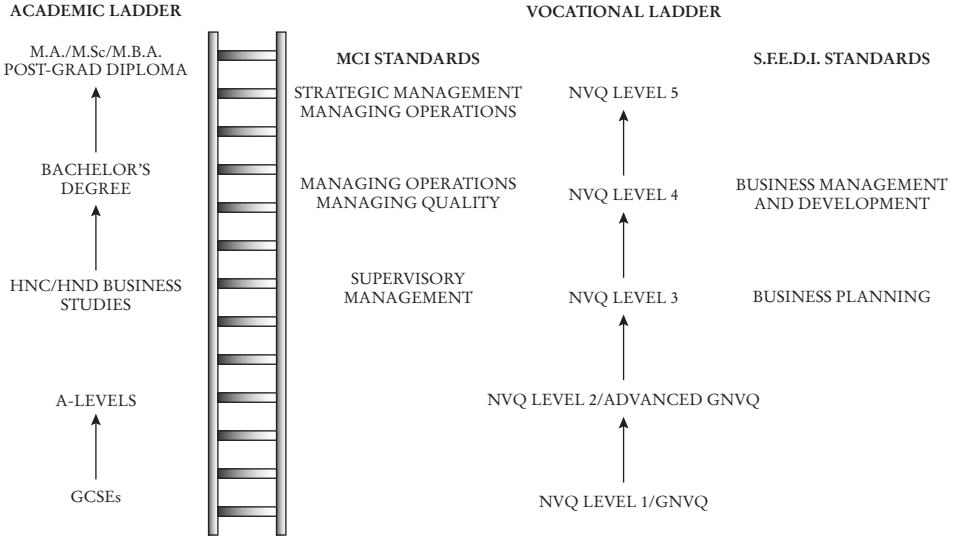 ACADEMIC LADDER
VOCATIONAL LADDER
M.A./M.Sc/M.B.A.
POST-GRAD DIPLOMA
MCI STANDARDS
S.F.E.D.I. STANDARDS
STRATEGIC MANAGEMENT
MANAGING OPERATIONS
NVQ LEVEL 5
BACHELOR'S
DEGREE
MANAGING OPERATIONS
MANAGING QUALITY
NVQ LEVEL 4
BUSINESS MANAGEMENT
AND DEVELOPMENT
HNC/HND BUSINESS
STUDIES
SUPERVISORY
MANAGEMENT
NVQ LEVEL 3
BUSINESS PLANNING
A-LEVELS
NVQ LEVEL 2/ADVANCED GNVQ
GCSEs
NVQ LEVEL 1/GNVQ